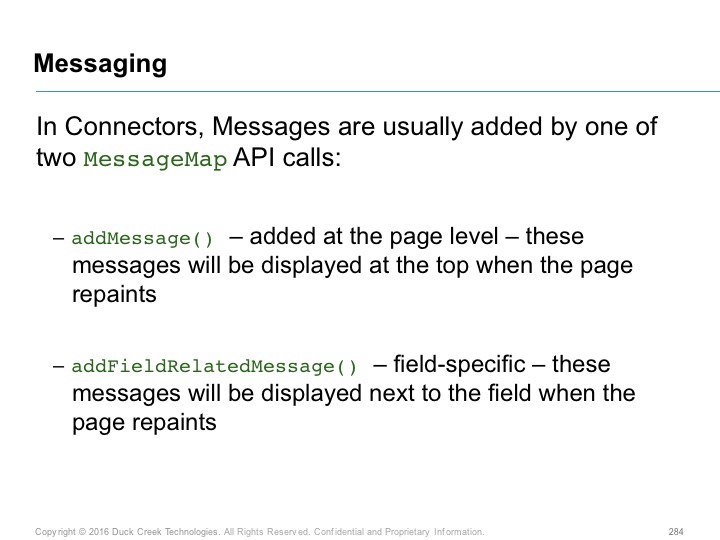 Messaging
In Connectors, Messages are usually added by one of
two MessageMap API calls:
– addMessage() – added at the page level – these
messages will be displayed at the top when the page
repaints
– addFieldRelatedMessage() – field-specific – these
messages will be displayed next to the field when the
page repaints
Copyright © 2016 Duck Creek Technologies. All Rights Reserved. Confidential and Proprietary Information. 284